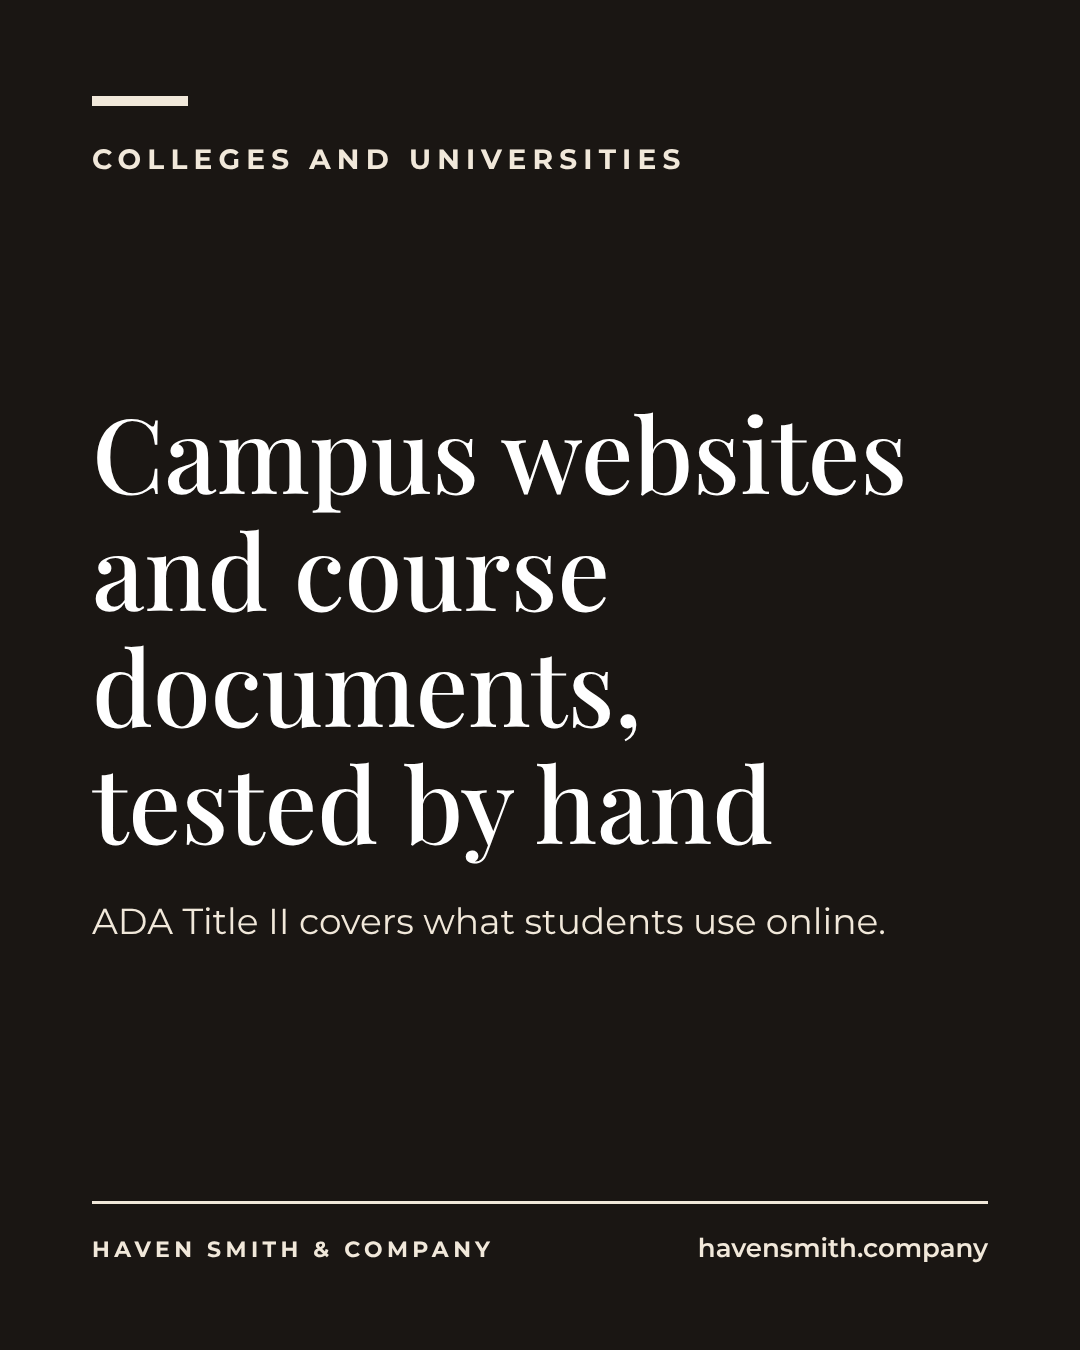 COLLEGES AND UNIVERSITIES
Campus websites
and course
documents,
tested by hand
ADA Title II covers what students use online.
HAVEN SMITH & COMPANY
havensmith.company